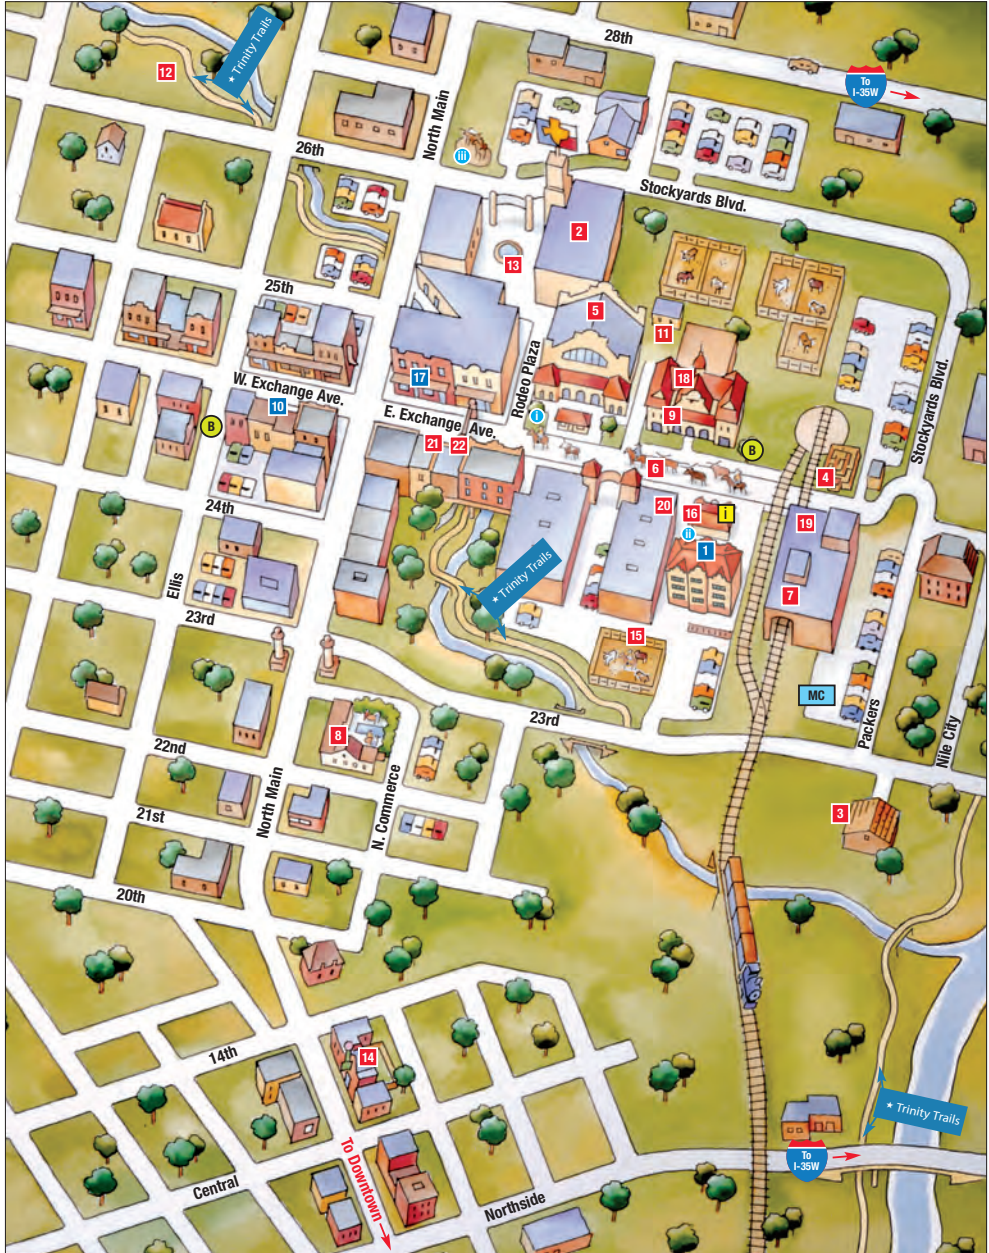 28th
★ Trinity Trails
12
To
I-35W
North Main
26th
iii
Stockyards Blvd.
2
13
25th
5
11
Rodeo Plaza
18
17
W. Exchange Ave.
10
9
i
E. Exchange Ave.
B
21
22
B
Stockyards Blvd.
6
4
24th
20
16
i
19
ii
1
★ Trinity Trails
Ellis
7
23rd
15
MC
23rd
Packers
Nile City
8
22nd
North Main
N. Commerce
21st
3
20th
14th
14
★ Trinity Trails
To Downtown
To
I-35W
Central
Northside